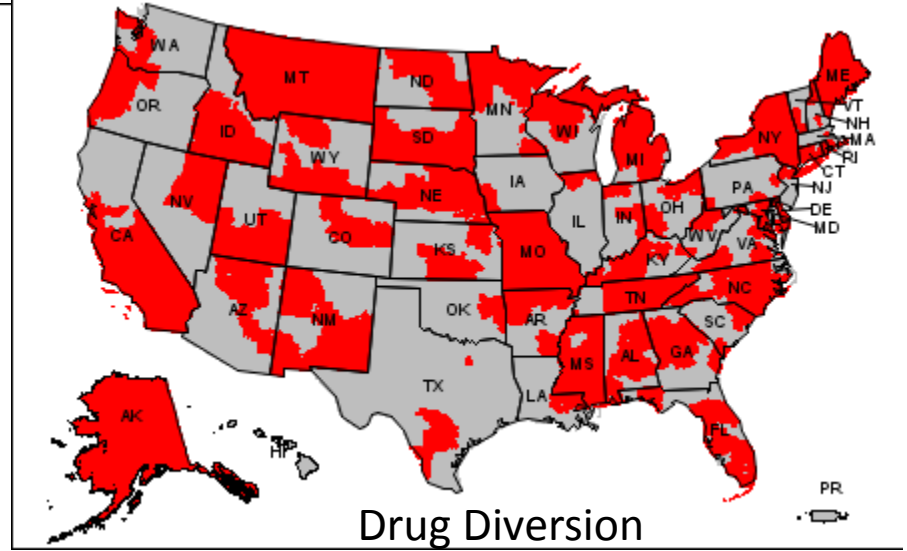 WA
MT
ND
MN
ME
VT
NH
MA
RI
CT
NJ
DE
MD
OR
ID
WY
SD
WI
MI
NY
PA
NV
UT
CO
NE
IA
IL
IN
OH
WV
VA
CA
KS
MO
KY
AZ
NM
OK
AR
TN
NC
SC
TX
LA
MS
AL
GA
FL
AK
HI
PR
Drug Diversion